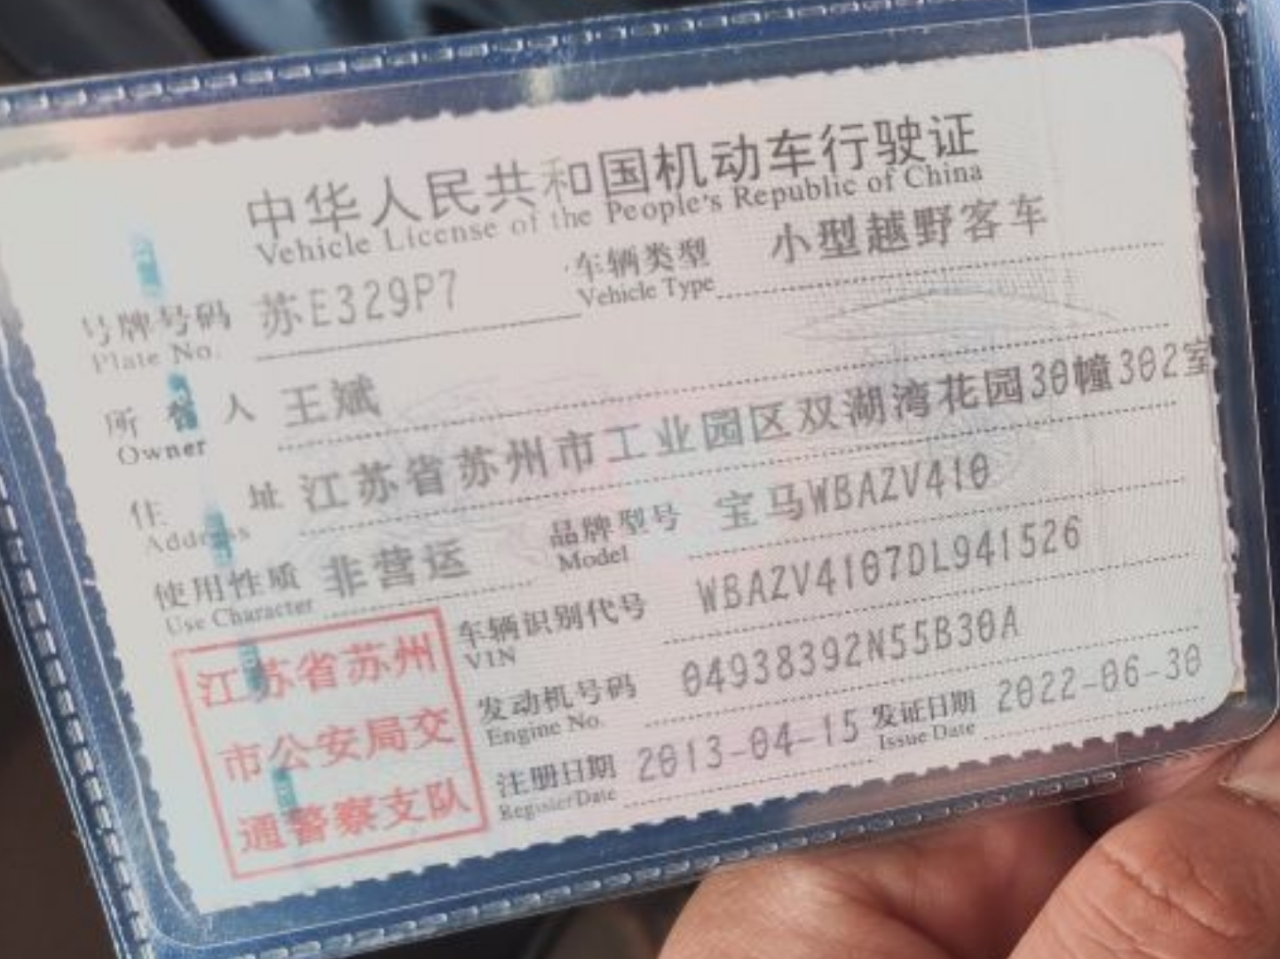 中华人民共和国机动车行驶证
Vehicle License of the People's Republic of China
号牌号码 苏E329P7 车辆类型 小型越野客车
Plate No. Vehicle Type
所有人 王斌
Owner
住址 江苏省苏州市工业园区双湖湾花园30幢302室
Address
使用性质 非营运 品牌型号 宝马WBAZV410
Use Character Model
车辆识别代号 WBAZV4107DL941526
VIN
发动机号码 04938392N55B30A
Engine No.
注册日期 2013-04-15 发证日期 2022-06-30
Register Date Issue Date
江苏省苏州
市公安局交
通警察支队